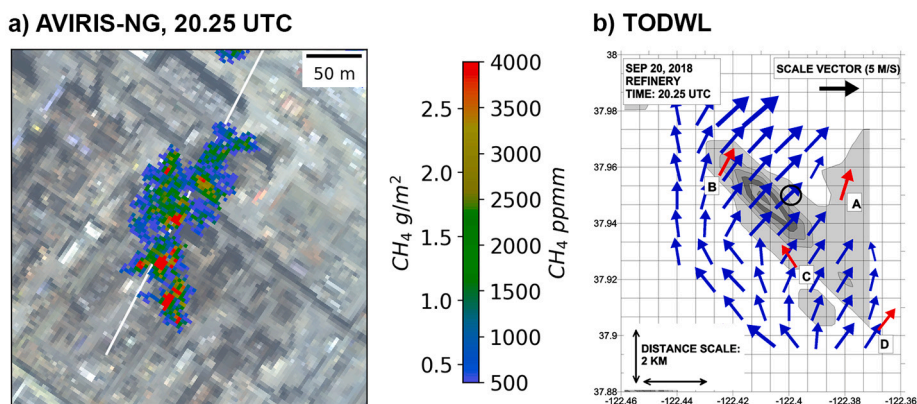 a) AVIRIS-NG, 20.25 UTC
50 m
2.5
2.0
1.5
1.0
0.5
CH₄ g/m²
4000
3500
3000
2500
2000
1500
1000
500
CH₄ ppmm
b) TODWL
38
37.98
37.96
37.94
37.92
37.9
37.88
SEP 20, 2018
REFINERY
TIME: 20.25 UTC
SCALE VECTOR (5 M/S)
B
A
C
D
DISTANCE SCALE:
2 KM
-122.46
-122.44
-122.42
-122.4
-122.38
-122.36